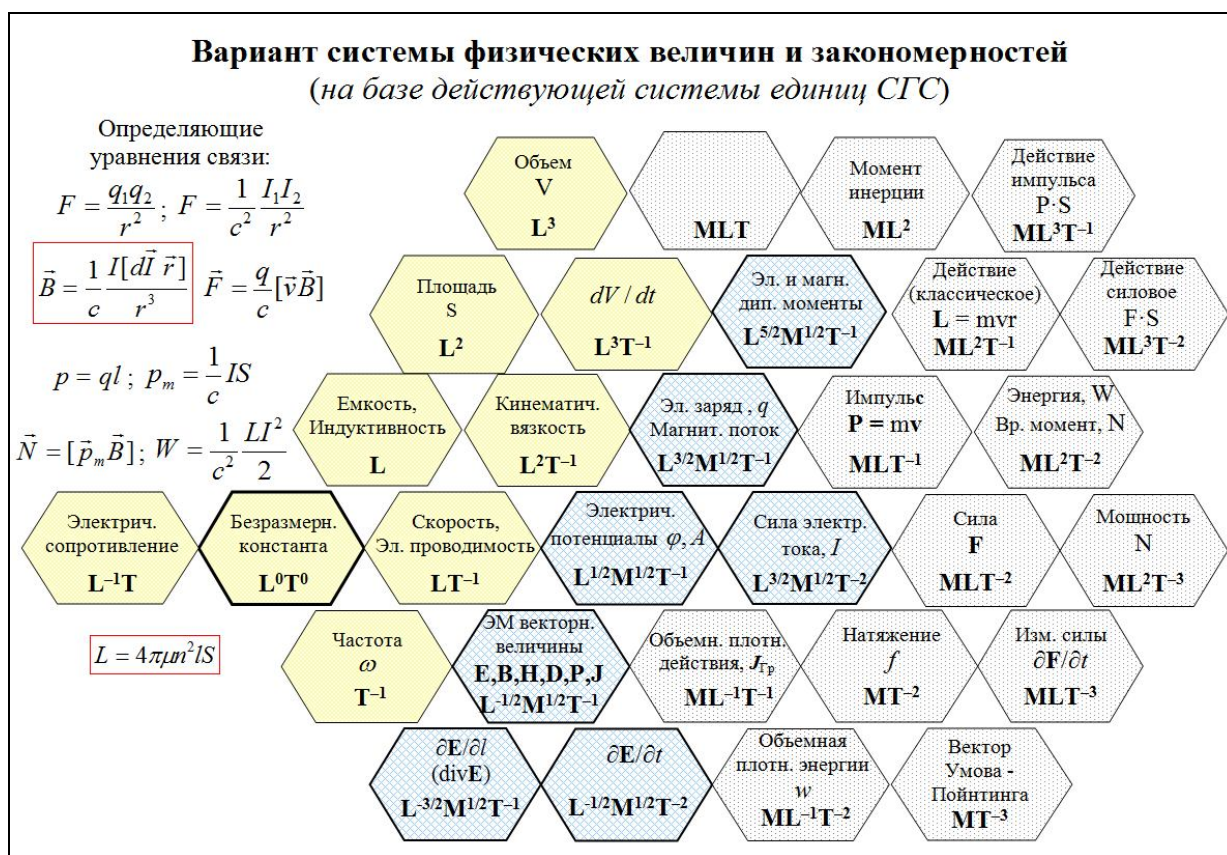 Вариант системы физических величин и закономерностей
(на базе действующей системы единиц СГС)
Определяющие
уравнения связи:
F = q₁q₂/r² ; F = 1/c² I₁I₂/r²
B⃗ = 1/c I[dl⃗ r⃗]/r³ F⃗ = q/c [v⃗B⃗]
p = ql ; pₘ = 1/c IS
N⃗ = [p⃗ₘB⃗] ; W = 1/c² LI²/2
Объем
V
L³
MLT
Момент
инерции
ML²
Действие
импульса
P·S
ML³T⁻¹
Площадь
S
L²
dV / dt
L³T⁻¹
Эл. и магн.
дип. моменты
L⁵ᐟ²M¹ᐟ²T⁻¹
Действие
(классическое)
L = mvr
ML²T⁻¹
Действие
силовое
F·S
ML³T⁻²
Емкость,
Индуктивность
L
Кинематич.
вязкость
L²T⁻¹
Эл. заряд , q
Магнит. поток
L³ᐟ²M¹ᐟ²T⁻¹
Импульс
P = mv
MLT⁻¹
Энергия, W
Вр. момент, N
ML²T⁻²
Электрич.
сопротивление
L⁻¹T
Безразмерн.
константа
L⁰T⁰
Скорость,
Эл. проводимость
LT⁻¹
Электрич.
потенциалы φ, A
L¹ᐟ²M¹ᐟ²T⁻¹
Сила электр.
тока, I
L³ᐟ²M¹ᐟ²T⁻²
Сила
F
MLT⁻²
Мощность
N
ML²T⁻³
L = 4πμn²lS
Частота
ω
T⁻¹
ЭМ векторн.
величины
E,B,H,D,P,J
L⁻¹ᐟ²M¹ᐟ²T⁻¹
Объемн. плотн.
действия, J_Гр
ML⁻¹T⁻¹
Натяжение
f
MT⁻²
Изм. силы
∂F/∂t
MLT⁻³
∂E/∂l
(divE)
L⁻³ᐟ²M¹ᐟ²T⁻¹
∂E/∂t
L⁻¹ᐟ²M¹ᐟ²T⁻²
Объемная
плотн. энергии
w
ML⁻¹T⁻²
Вектор
Умова -
Пойнтинга
MT⁻³